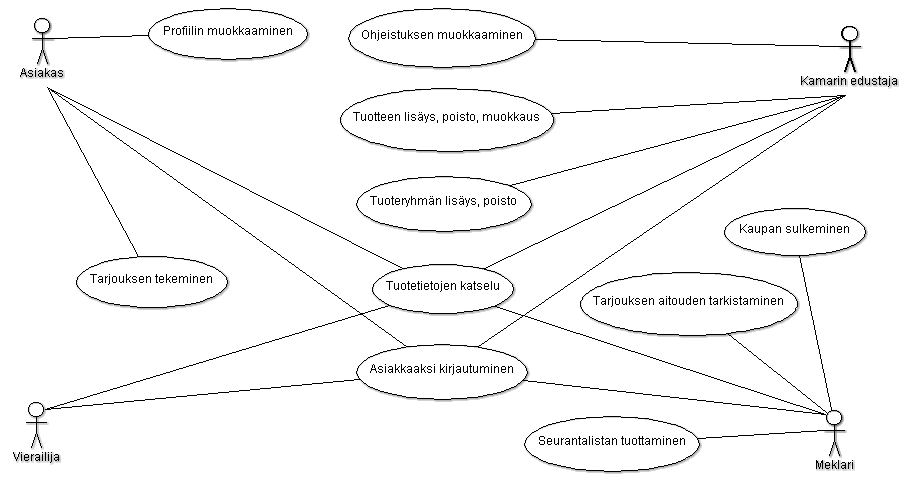 Profiilin muokkaaminen
Ohjeistuksen muokkaaminen
Asiakas
Kamarin edustaja
Tuotteen lisäys, poisto, muokkaus
Tuoteryhmän lisäys, poisto
Kaupan sulkeminen
Tarjouksen tekeminen
Tuotetietojen katselu
Tarjouksen aitouden tarkistaminen
Asiakkaaksi kirjautuminen
Seurantalistan tuottaminen
Vierailija
Meklari